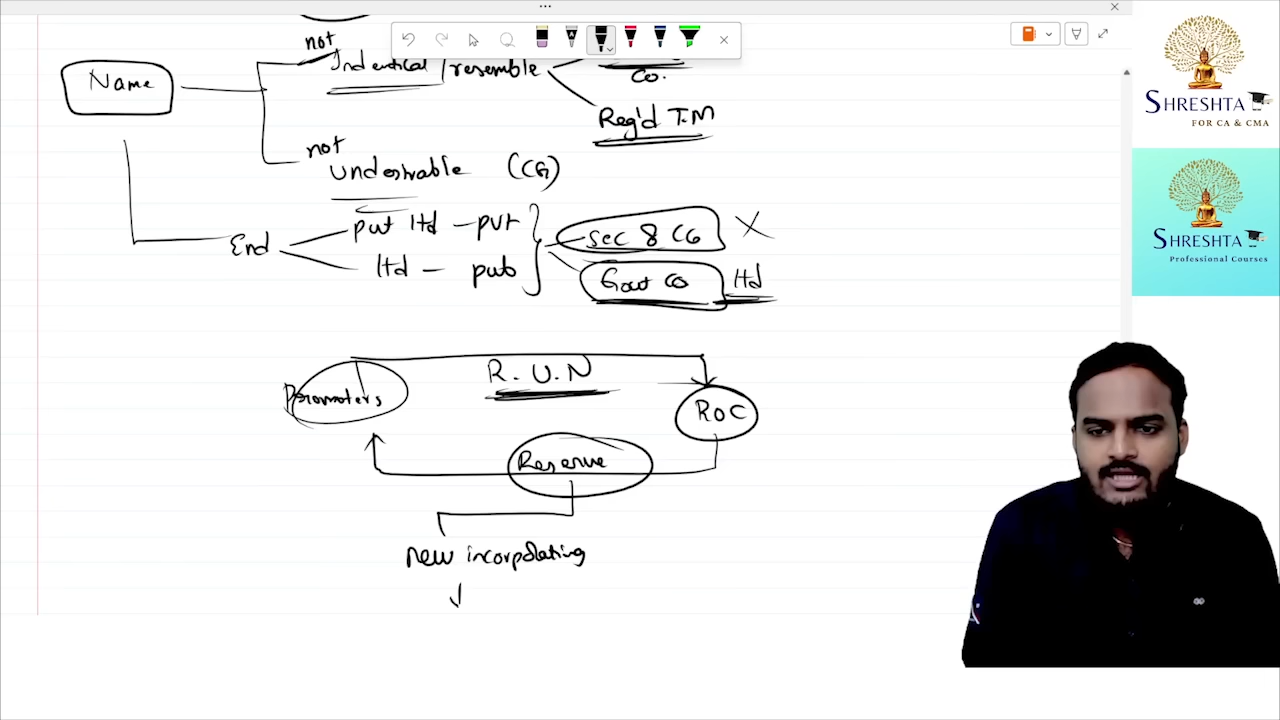 not
Name
Indentical / resemble
Co.
Reg'd T.M
not
undesirable (CG)
End
pvt ltd - pvt
sec 8 CG X
ltd - pub
Govt co ltd
R. U. N
Promoters
ROC
Reserve
new incorporating
SHRESHTA
FOR CA & CMA
SHRESHTA
Professional Courses